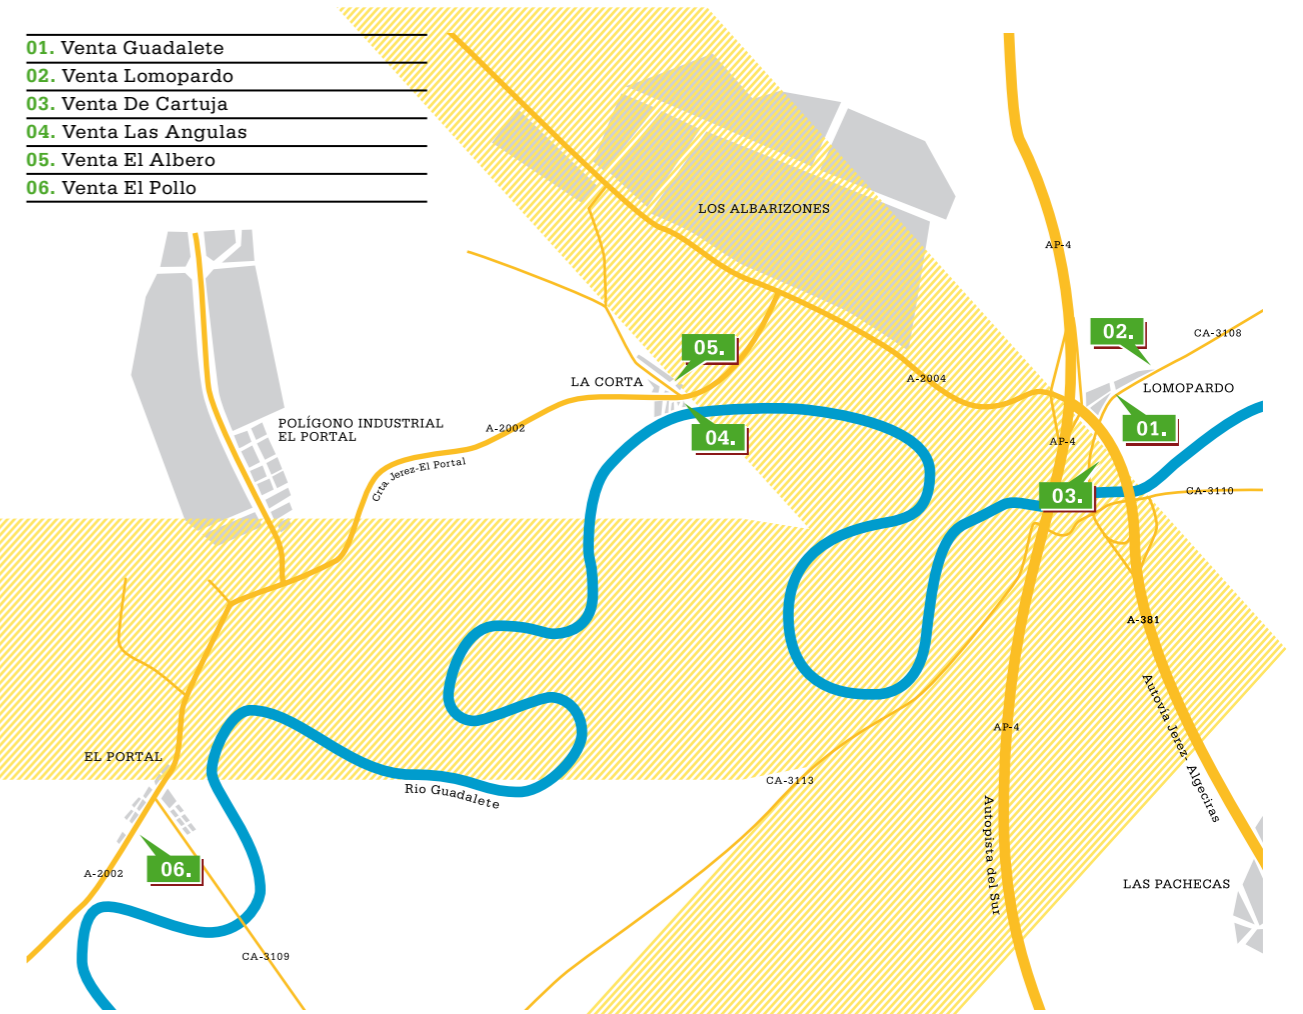 01. Venta Guadalete
02. Venta Lomopardo
03. Venta De Cartuja
04. Venta Las Angulas
05. Venta El Albero
06. Venta El Pollo
LOS ALBARIZONES
AP-4
02.
CA-3108
05.
LA CORTA
A-2004
LOMOPARDO
POLÍGONO INDUSTRIAL
EL PORTAL
A-2002
04.
AP-4
01.
Crta Jerez-El Portal
03.
CA-3110
A-381
Autovía Jerez- Algeciras
AP-4
EL PORTAL
CA-3113
Rio Guadalete
Autopista del Sur
06.
A-2002
LAS PACHECAS
CA-3109